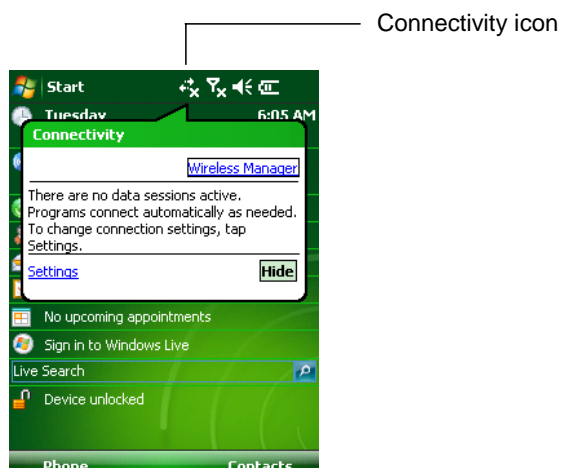 Connectivity icon
Start
Tuesday 6:05 AM
Connectivity
Wireless Manager
There are no data sessions active.
Programs connect automatically as needed.
To change connection settings, tap
Settings.
Settings Hide
No upcoming appointments
Sign in to Windows Live
Live Search
Device unlocked
Phone Contacts